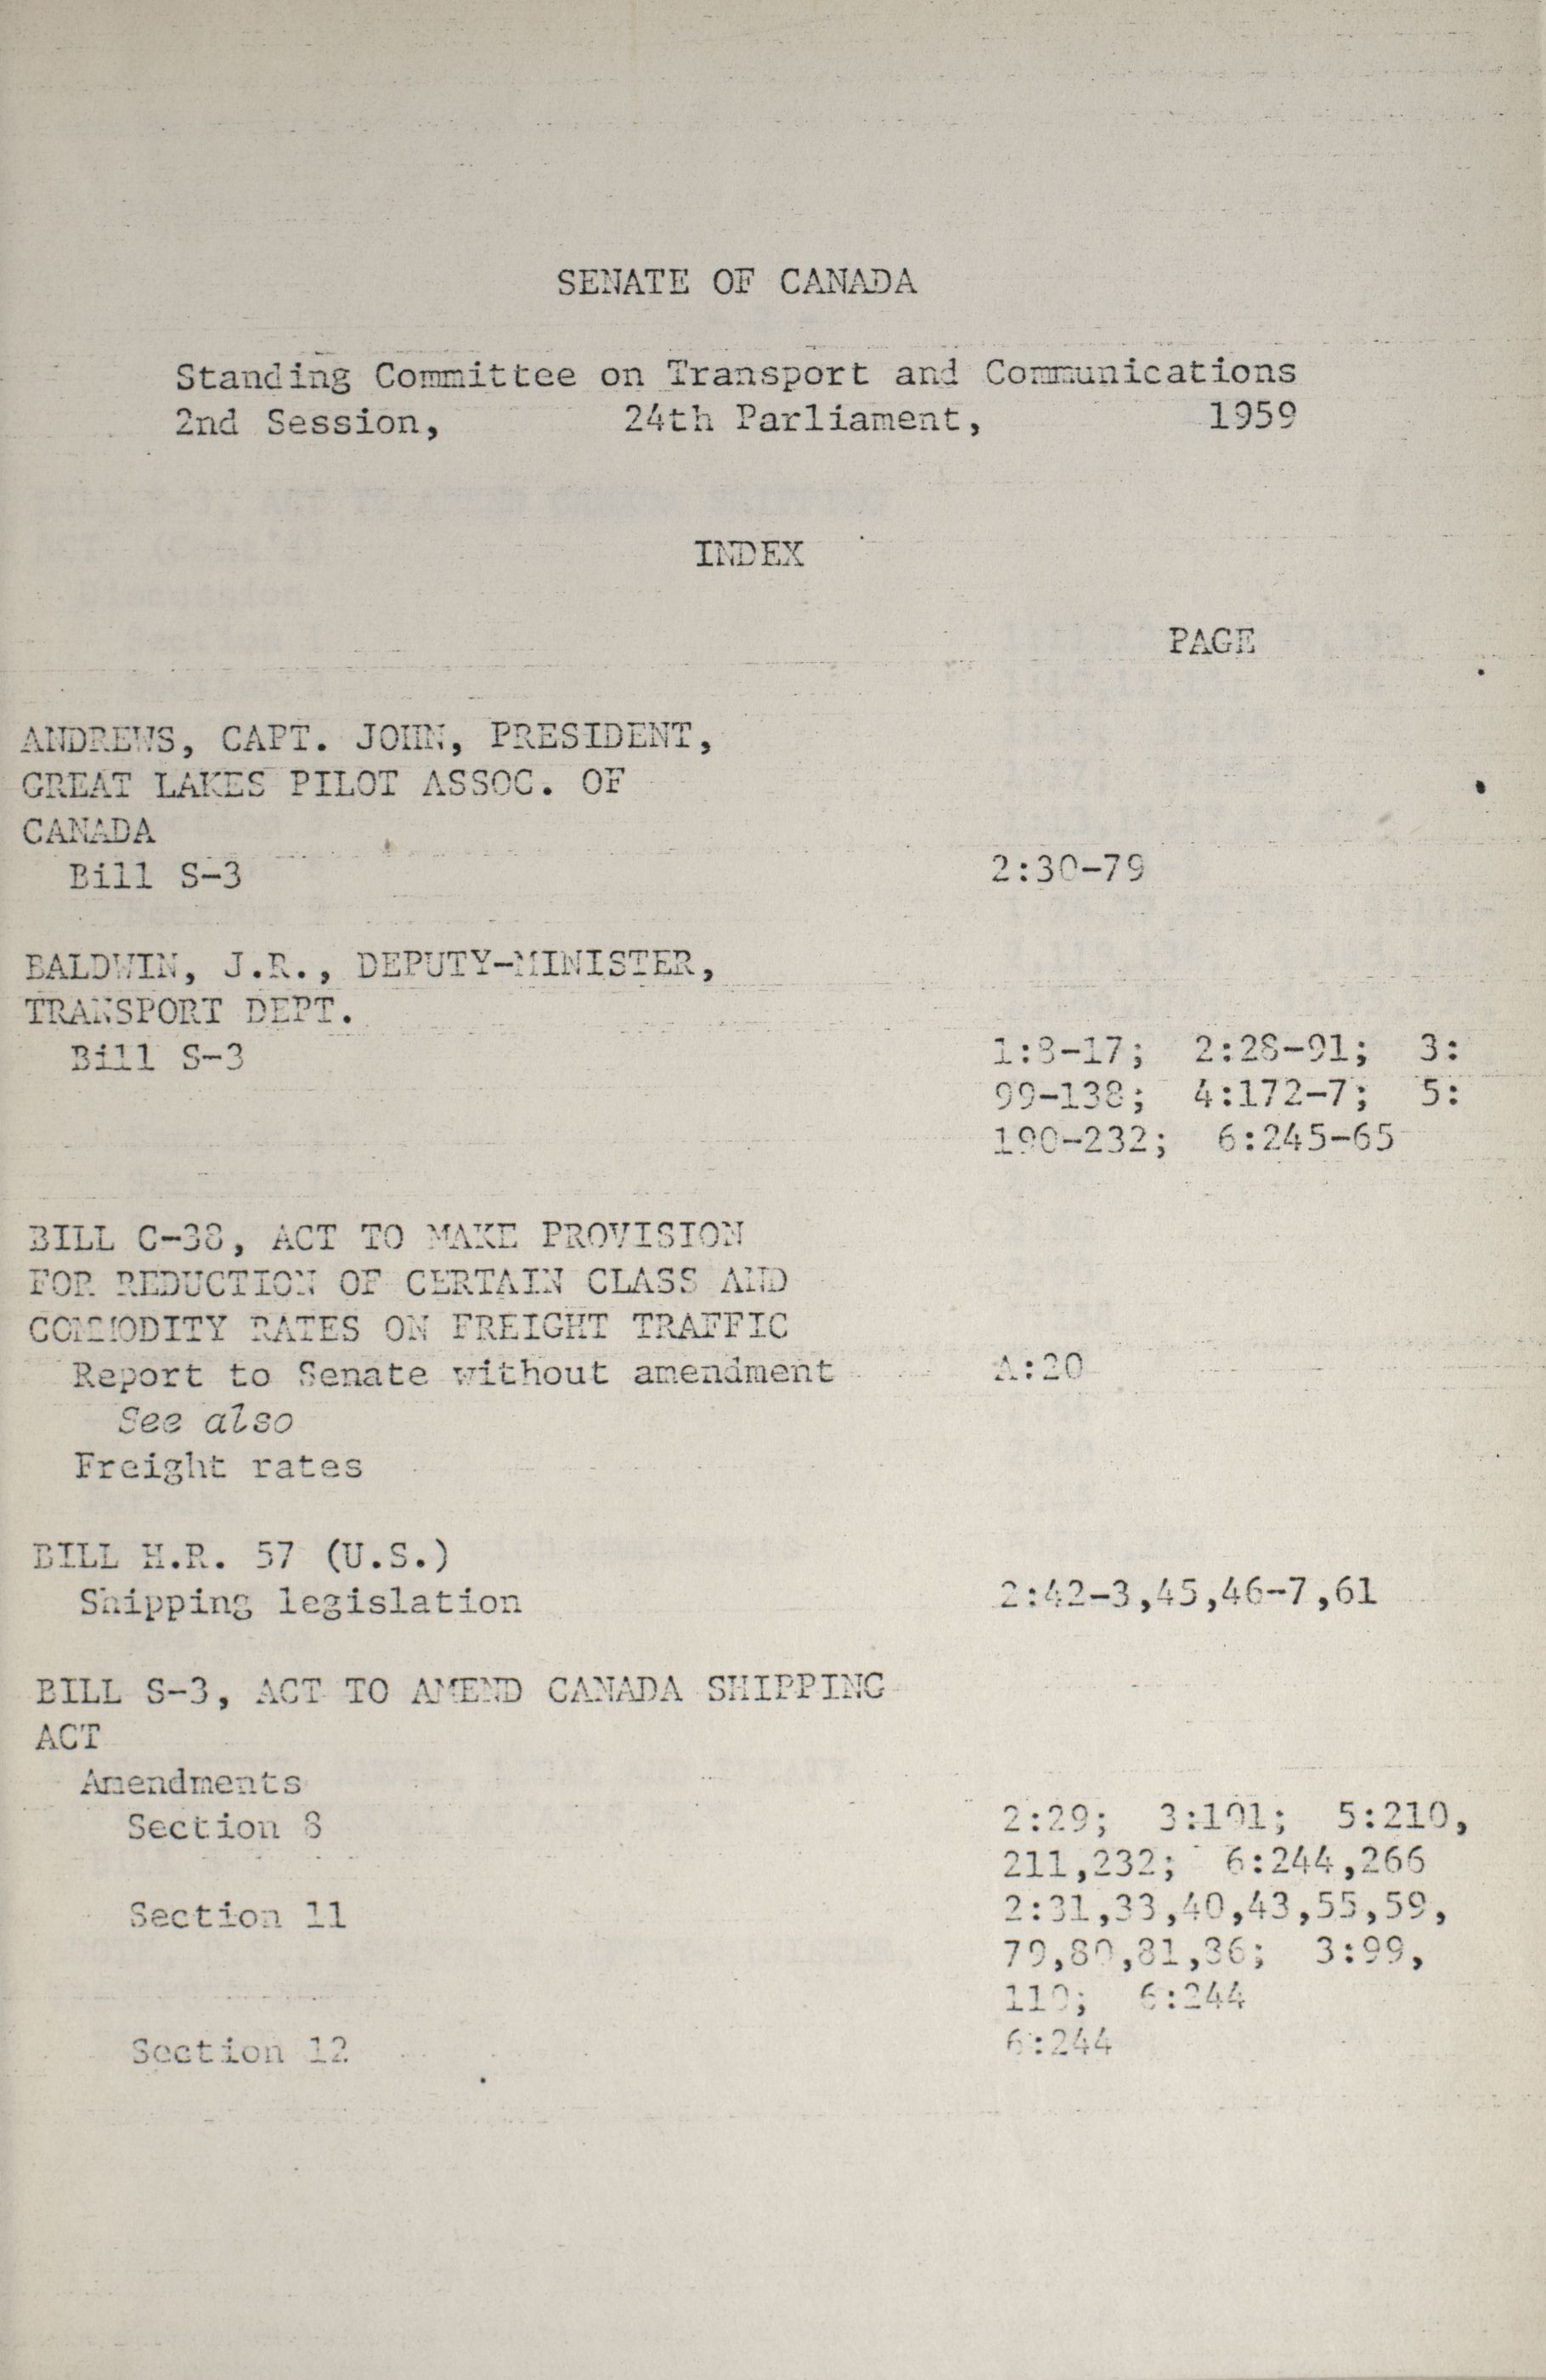 SENATE OF CANADA
Standing Committee on Transport and Communications
2nd Session, 24th Parliament, 1959
INDEX
PAGE
ANDREWS, CAPT. JOHN, PRESIDENT,
GREAT LAKES PILOT ASSOC. OF
CANADA
Bill S-3 2:30-79
BALDWIN, J.R., DEPUTY-MINISTER,
TRANSPORT DEPT.
Bill S-3 1:8-17; 2:28-91; 3:
99-138; 4:172-7; 5:
190-232; 6:245-65
BILL C-38, ACT TO MAKE PROVISION
FOR REDUCTION OF CERTAIN CLASS AND
COMMODITY RATES ON FREIGHT TRAFFIC
Report to Senate without amendment A:20
See also
Freight rates
BILL H.R. 57 (U.S.)
Shipping legislation 2:42-3,45,46-7,61
BILL S-3, ACT TO AMEND CANADA SHIPPING
ACT
Amendments
Section 8 2:29; 3:101; 5:210,
211,232; 6:244,266
Section 11 2:31,33,40,43,55,59,
79,80,81,86; 3:99,
6:244
Section 12 6:244